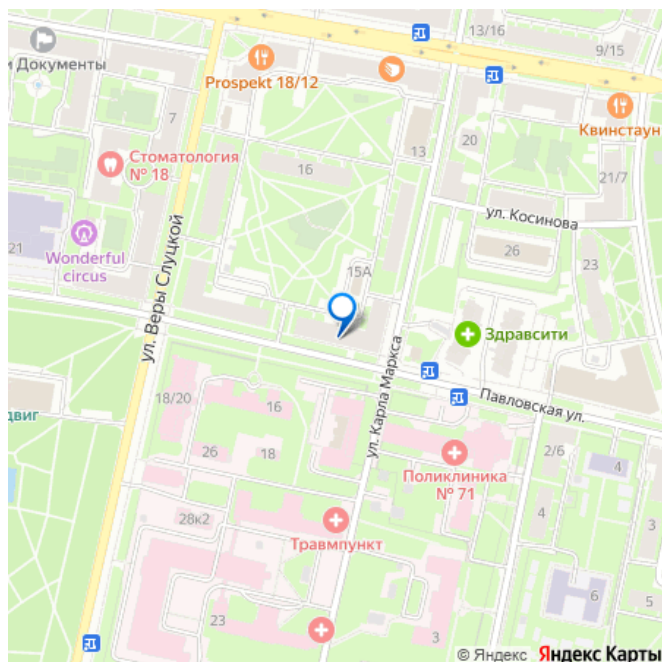 13/16
9/15
и Документы
Prospekt 18/12
Квинстаун
7
Стоматология
№ 18
16
13
20
21/7
ул. Косинова
21
Wonderful
circus
ул. Веры Слуцкой
26
23
15А
Здравсити
ул. Карла Маркса
Павловская ул.
18/20
16
двиг
26
18
Поликлиника
№ 71
2/6
4
28к2
Травмпункт
4
3
23
3
6
5
© Яндекс Яндекс Карты